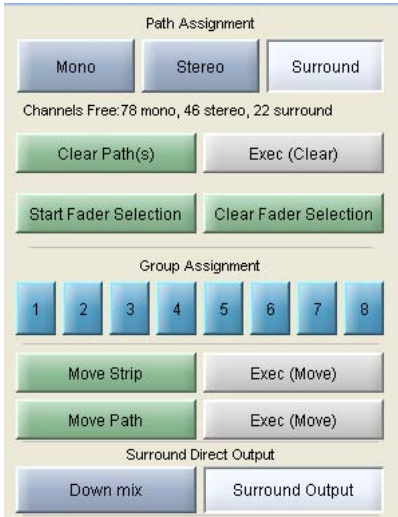 Path Assignment
Mono Stereo Surround
Channels Free:78 mono, 46 stereo, 22 surround
Clear Path(s) Exec (Clear)
Start Fader Selection Clear Fader Selection
Group Assignment
1 2 3 4 5 6 7 8
Move Strip Exec (Move)
Move Path Exec (Move)
Surround Direct Output
Down mix Surround Output